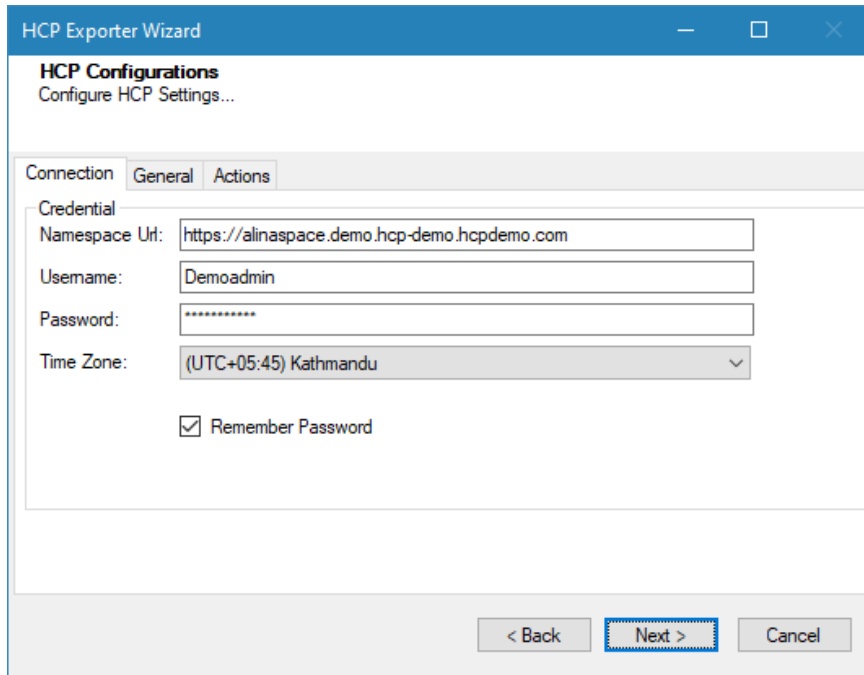 HCP Exporter Wizard
HCP Configurations
Configure HCP Settings...
Connection General Actions
Credential
Namespace Url: https://alinaspace.demo.hcp-demo.hcpdemo.com
Username: Demoadmin
Password: ***********
Time Zone: (UTC+05:45) Kathmandu
Remember Password
< Back Next > Cancel